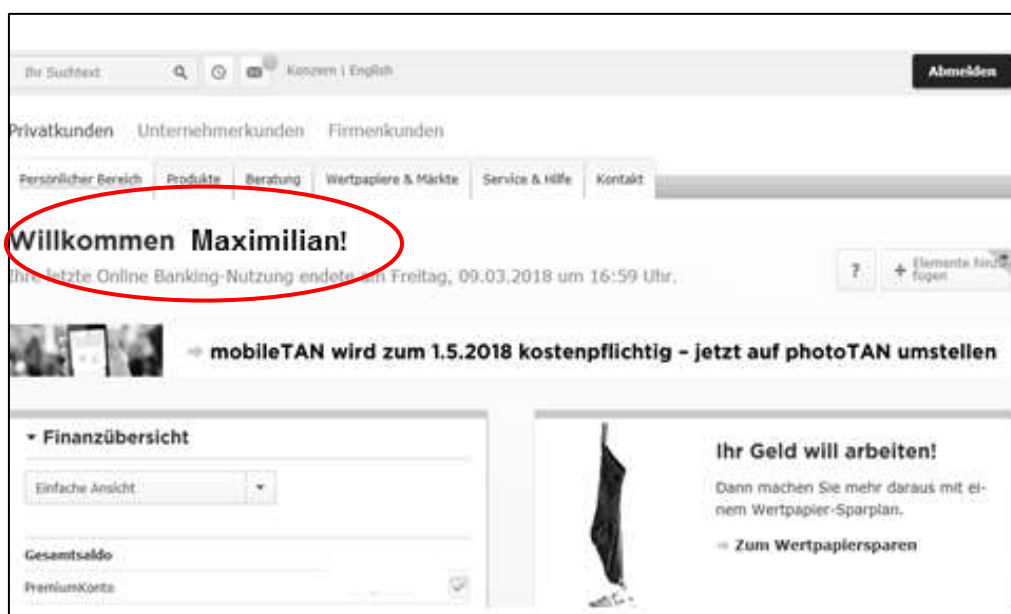 Ihr Suchtext
Konzern | English
Abmelden
Privatkunden Unternehmerkunden Firmenkunden
Persönlicher Bereich Produkte Beratung Wertpapiere & Märkte Service & Hilfe Kontakt
Willkommen Maximilian!
Ihre letzte Online Banking-Nutzung endete am Freitag, 09.03.2018 um 16:59 Uhr.
?
+ Elemente hinzu-
fügen
⇒ mobileTAN wird zum 1.5.2018 kostenpflichtig – jetzt auf photoTAN umstellen
Finanzübersicht
Einfache Ansicht
Gesamtsaldo
PremiumKonto
Ihr Geld will arbeiten!
Dann machen Sie mehr daraus mit ei-
nem Wertpapier-Sparplan.
⇒ Zum Wertpapiersparen